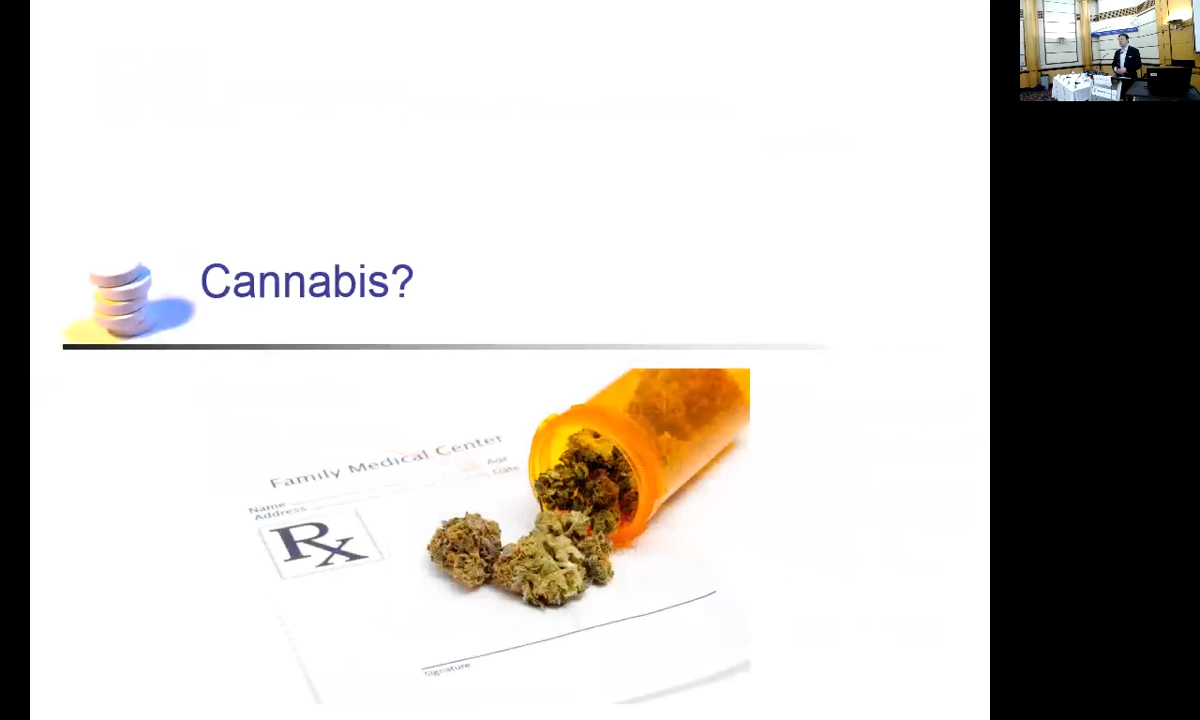 Cannabis?
Family Medical Center
Age
Date
Name
Address
Rx
signature